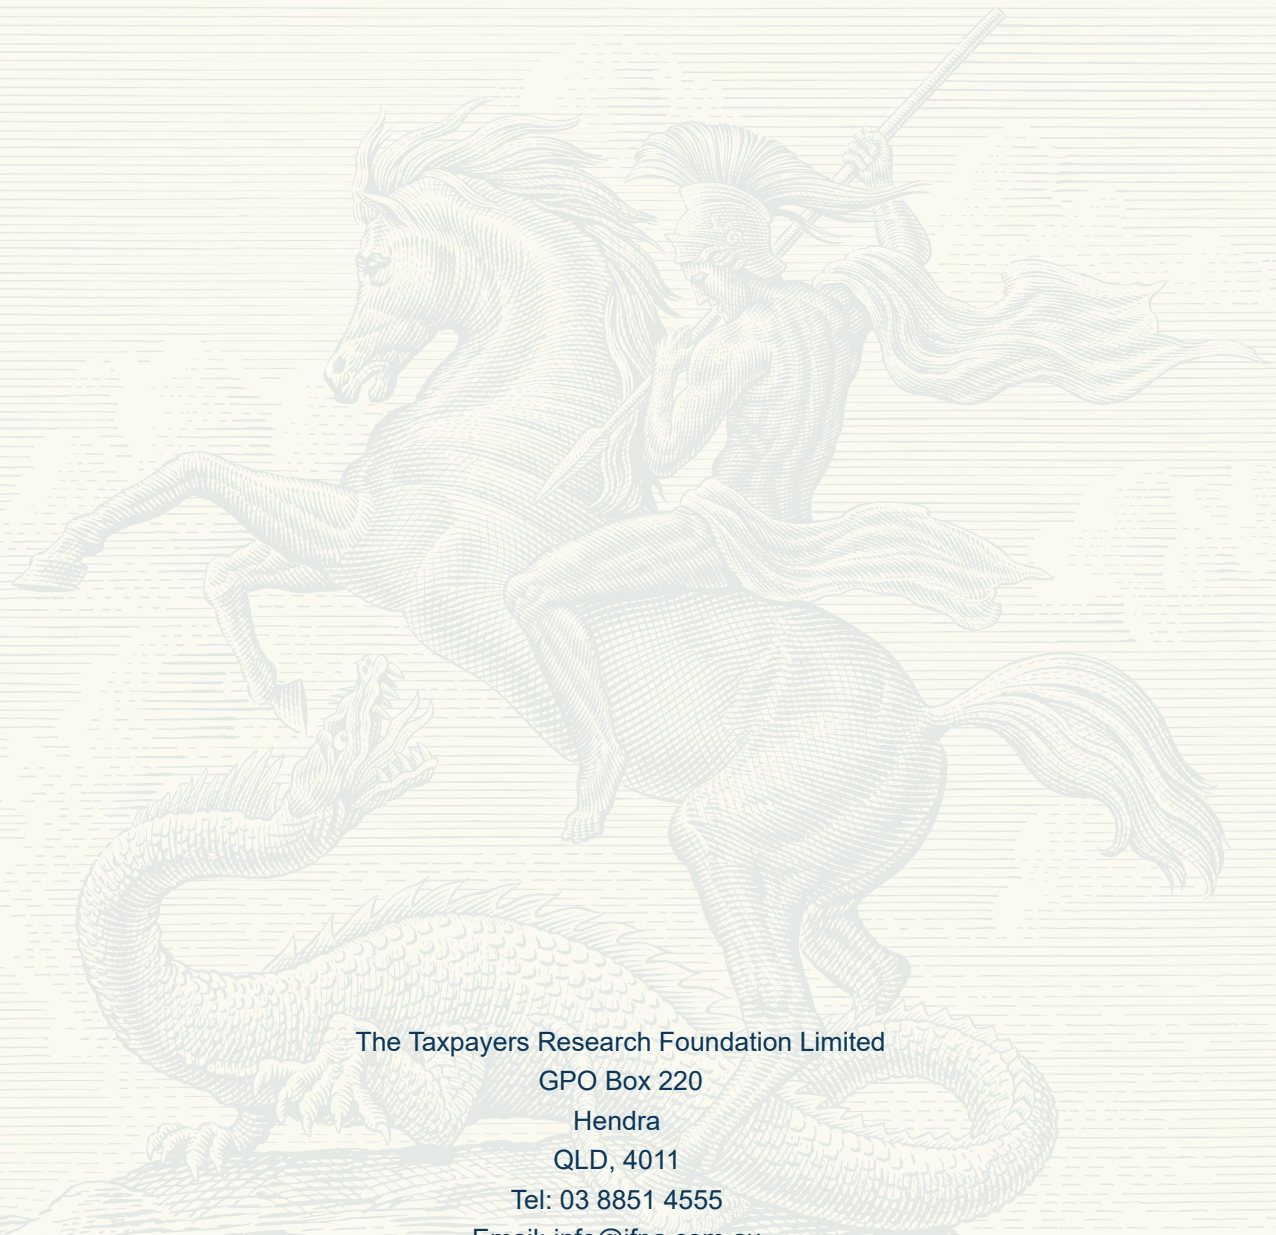 The Taxpayers Research Foundation Limited
GPO Box 220
Hendra
QLD, 4011
Tel: 03 8851 4555